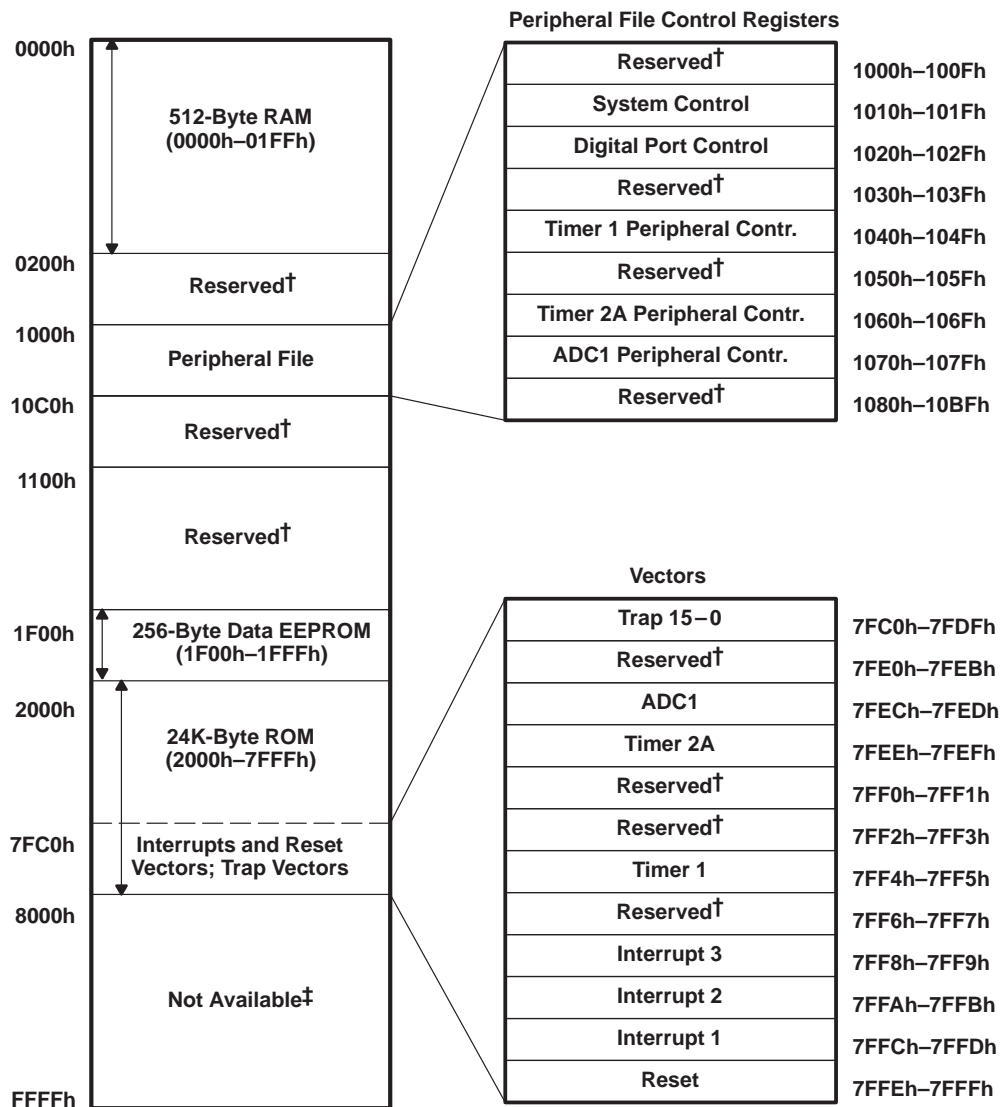 Peripheral File Control Registers
0000h
512-Byte RAM
(0000h–01FFh)
0200h
Reserved†
1000h
Peripheral File
10C0h
Reserved†
1100h
Reserved†
1F00h
256-Byte Data EEPROM
(1F00h–1FFFh)
2000h
24K-Byte ROM
(2000h–7FFFh)
7FC0h
Interrupts and Reset
Vectors; Trap Vectors
8000h
Not Available‡
FFFFh
Reserved† 1000h–100Fh
System Control 1010h–101Fh
Digital Port Control 1020h–102Fh
Reserved† 1030h–103Fh
Timer 1 Peripheral Contr. 1040h–104Fh
Reserved† 1050h–105Fh
Timer 2A Peripheral Contr. 1060h–106Fh
ADC1 Peripheral Contr. 1070h–107Fh
Reserved† 1080h–10BFh
Vectors
Trap 15–0 7FC0h–7FDFh
Reserved† 7FE0h–7FEBh
ADC1 7FECh–7FEDh
Timer 2A 7FEEh–7FEFh
Reserved† 7FF0h–7FF1h
Reserved† 7FF2h–7FF3h
Timer 1 7FF4h–7FF5h
Reserved† 7FF6h–7FF7h
Interrupt 3 7FF8h–7FF9h
Interrupt 2 7FFAh–7FFBh
Interrupt 1 7FFCh–7FFDh
Reset 7FFEh–7FFFh